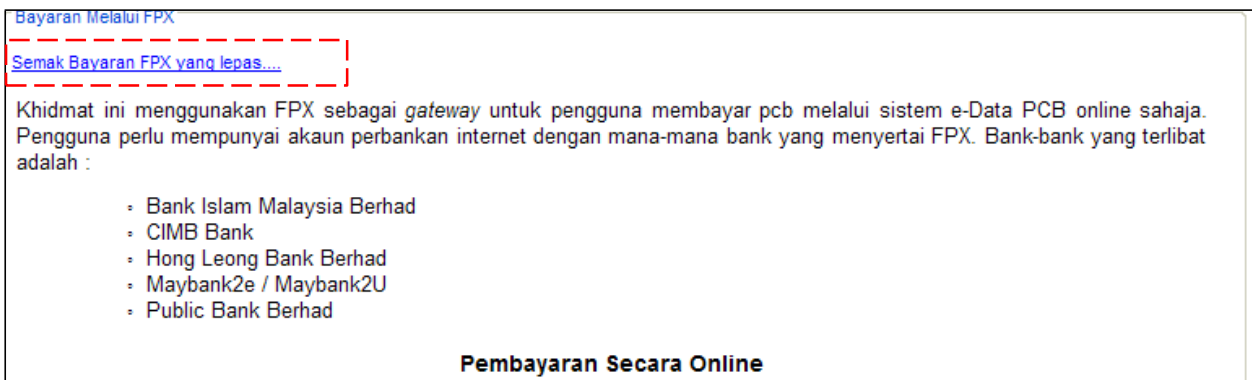 Bayaran Melalui FPX
Semak Bayaran FPX yang lepas....
Khidmat ini menggunakan FPX sebagai gateway untuk pengguna membayar pcb melalui sistem e-Data PCB online sahaja.
Pengguna perlu mempunyai akaun perbankan internet dengan mana-mana bank yang menyertai FPX. Bank-bank yang terlibat
adalah :
Bank Islam Malaysia Berhad
CIMB Bank
Hong Leong Bank Berhad
Maybank2e / Maybank2U
Public Bank Berhad
Pembayaran Secara Online